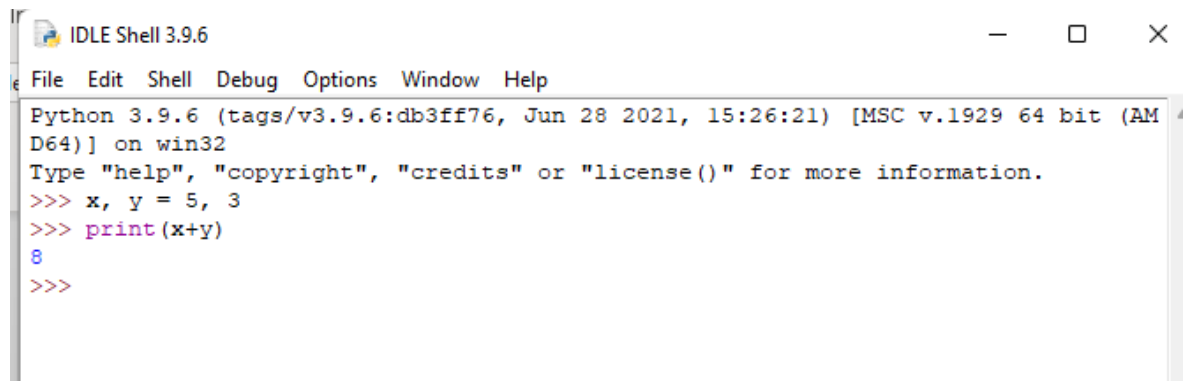 IDLE Shell 3.9.6
File Edit Shell Debug Options Window Help
Python 3.9.6 (tags/v3.9.6:db3ff76, Jun 28 2021, 15:26:21) [MSC v.1929 64 bit (AM
D64)] on win32
Type "help", "copyright", "credits" or "license()" for more information.
>>> x, y = 5, 3
>>> print(x+y)
8
>>>